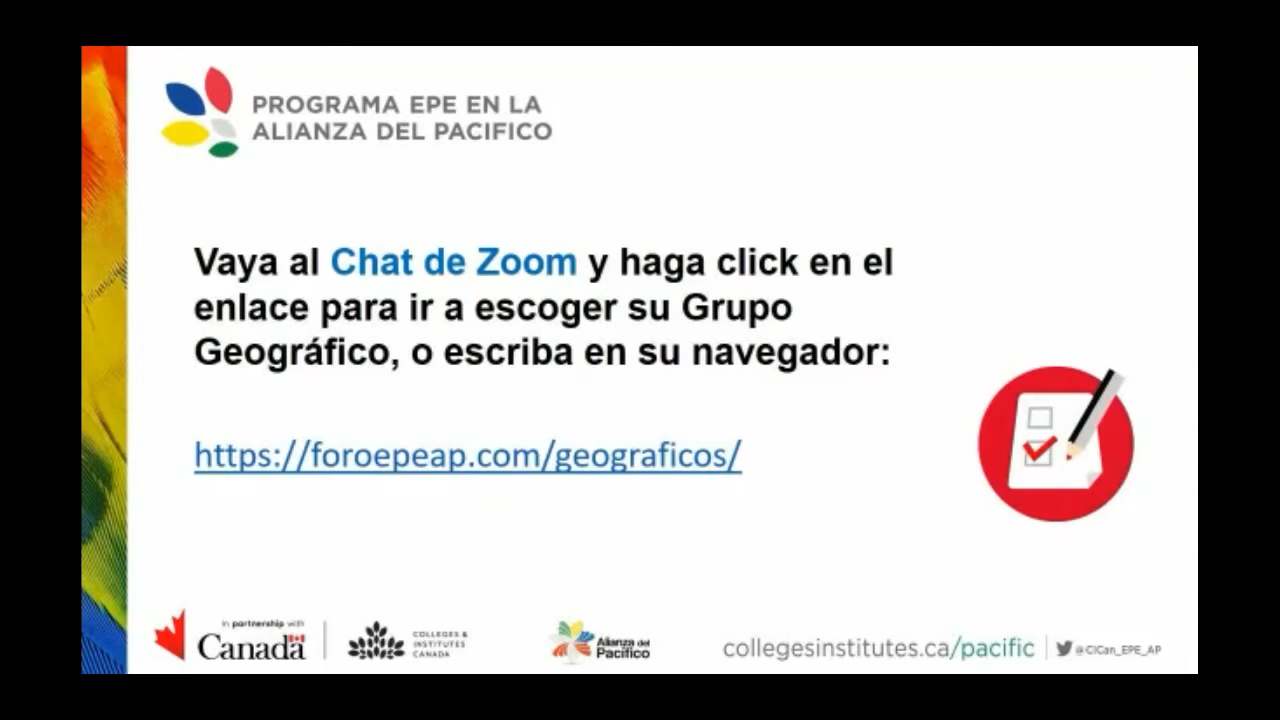 PROGRAMA EPE EN LA
ALIANZA DEL PACIFICO
Vaya al Chat de Zoom y haga click en el
enlace para ir a escoger su Grupo
Geográfico, o escriba en su navegador:
https://foroepeap.com/geograficos/
In partnership with
Canada
COLLEGES &
INSTITUTES
CANADA
Alianza del
Pacífico
collegesinstitutes.ca/pacific
@CICan_EPE_AP